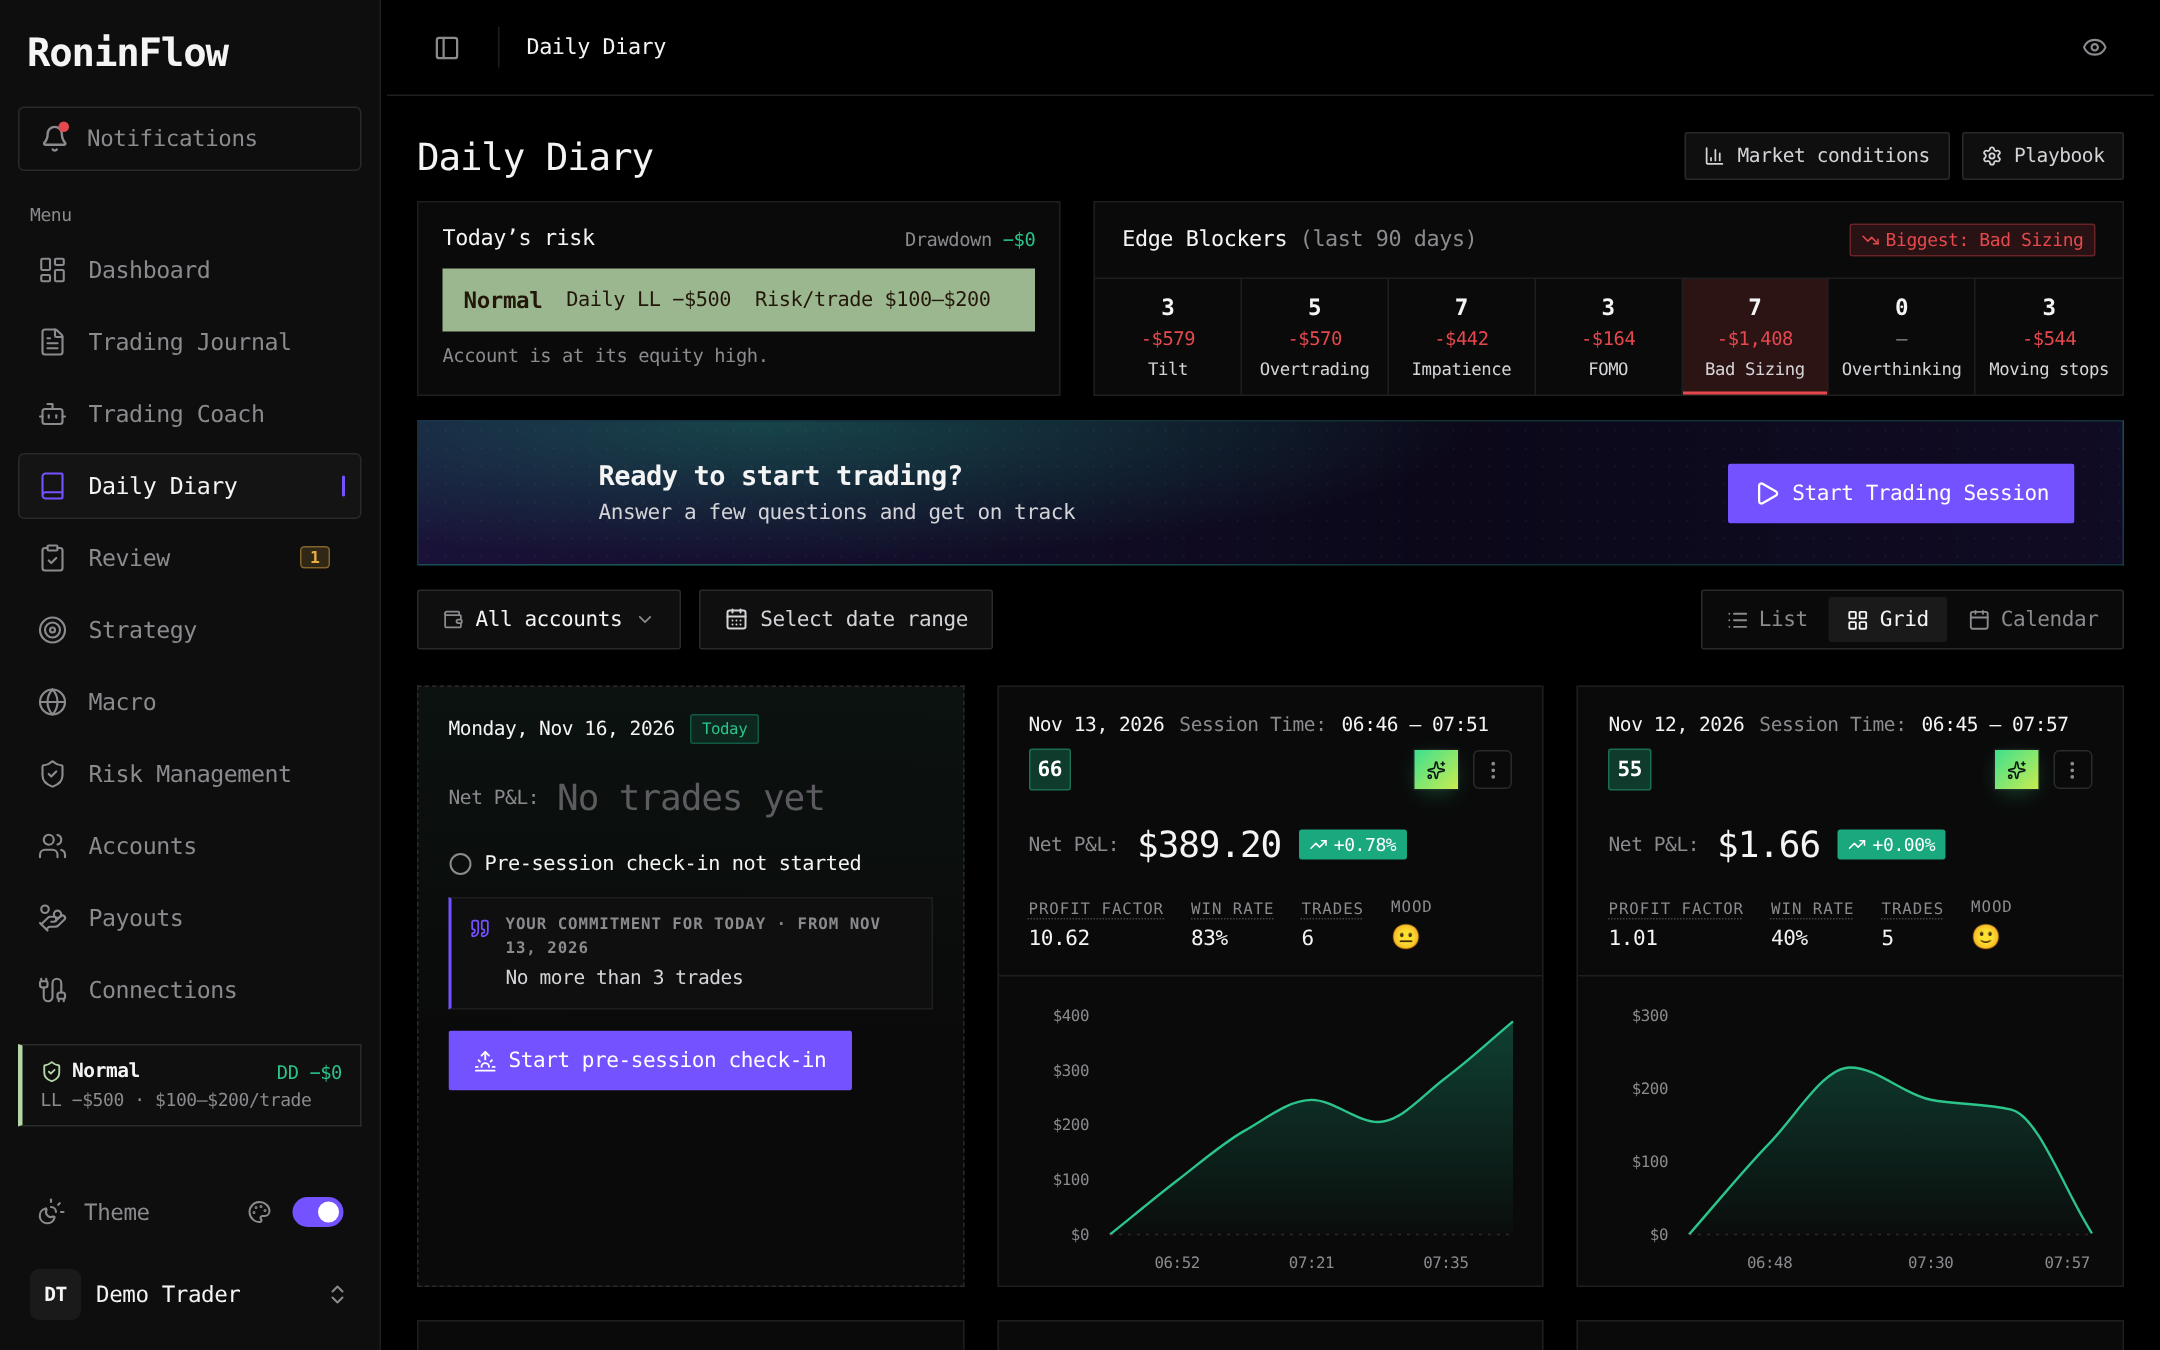 RoninFlow
Notifications
Menu
Dashboard
Trading Journal
Trading Coach
Daily Diary
Review 1
Strategy
Macro
Risk Management
Accounts
Payouts
Connections
Normal DD −$0
LL −$500 · $100–$200/trade
Theme
DT Demo Trader
Daily Diary
Daily Diary
Market conditions
Playbook
Today’s risk Drawdown −$0
Normal Daily LL −$500 Risk/trade $100–$200
Account is at its equity high.
Edge Blockers (last 90 days) Biggest: Bad Sizing
3 5 7 3 7 0 3
-$579 -$570 -$442 -$164 -$1,408 — -$544
Tilt Overtrading Impatience FOMO Bad Sizing Overthinking Moving stops
Ready to start trading?
Answer a few questions and get on track
Start Trading Session
All accounts Select date range List Grid Calendar
Monday, Nov 16, 2026 Today
Net P&L: No trades yet
Pre-session check-in not started
YOUR COMMITMENT FOR TODAY · FROM NOV
13, 2026
No more than 3 trades
Start pre-session check-in
Nov 13, 2026 Session Time: 06:46 – 07:51
66
Net P&L: $389.20 +0.78%
PROFIT FACTOR WIN RATE TRADES MOOD
10.62 83% 6
$400
$300
$200
$100
$0
06:52 07:21 07:35
Nov 12, 2026 Session Time: 06:45 – 07:57
55
Net P&L: $1.66 +0.00%
PROFIT FACTOR WIN RATE TRADES MOOD
1.01 40% 5
$300
$200
$100
$0
06:48 07:30 07:57